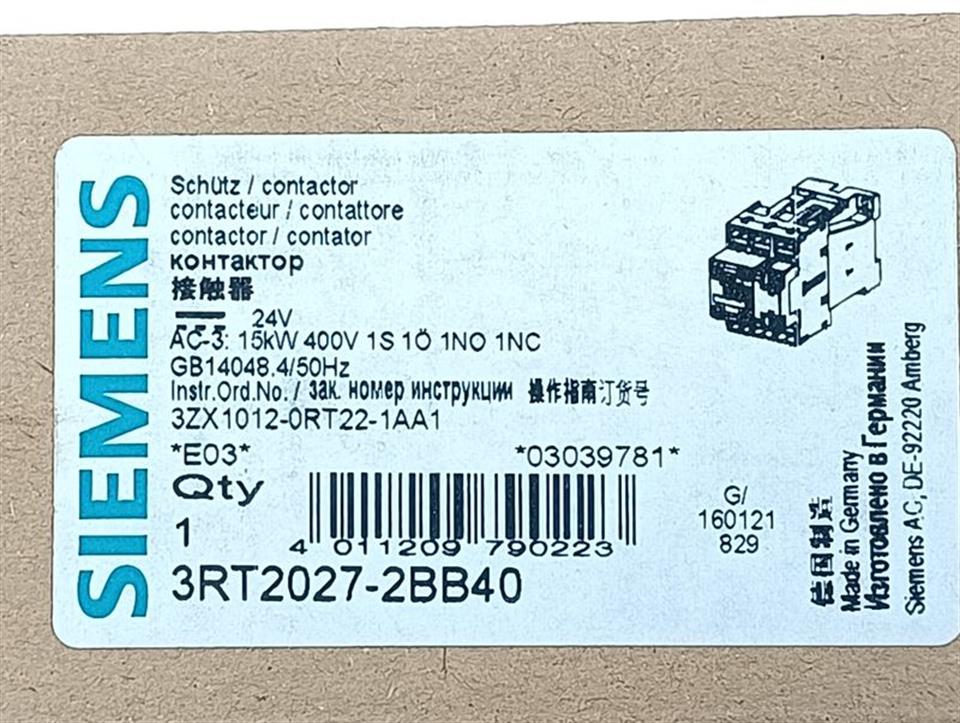 SIEMENS
Schütz / contactor
contacteur / contattore
contactor / contator
контактор
接触器
24V
AC-3: 15kW 400V 1S 1Ö 1NO 1NC
GB14048.4/50Hz
Instr.Ord.No. / зак. номер инструкции 操作指南订货号
3ZX1012-0RT22-1AA1
*E03* *03039781*
Qty
1
4 011209 790223
3RT2027-2BB40
G/
160121
829
德国制造
Made in Germany
Изготовлено в Германии
Siemens AG, DE-92220 Amberg